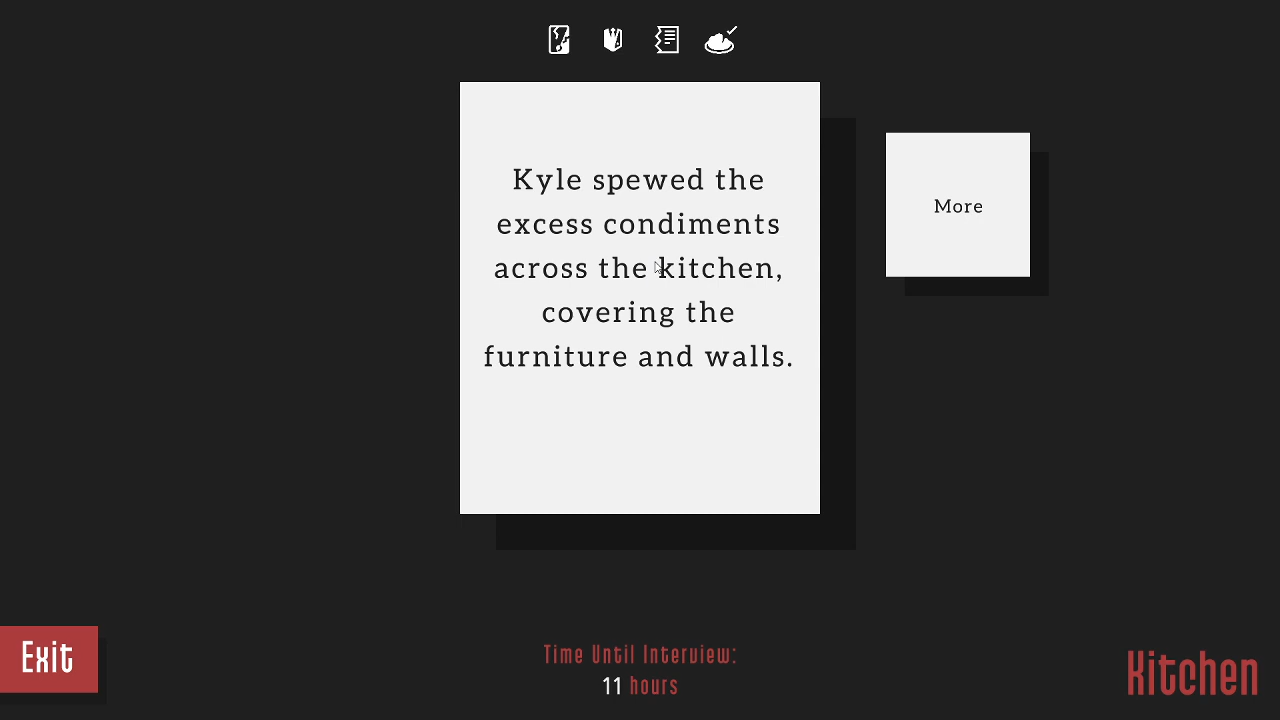 Kyle spewed the
excess condiments
across the kitchen,
covering the
furniture and walls.
More
Exit
Time Until Interview:
11 hours
Kitchen